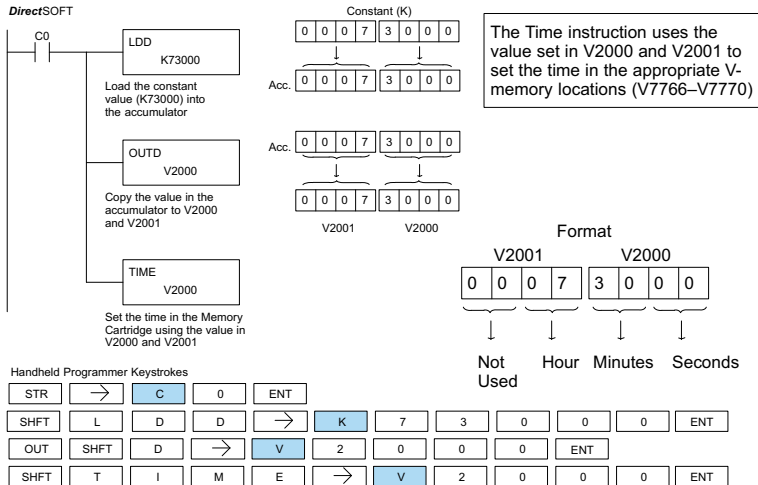 DirectSOFT
C0
LDD
K73000
Load the constant
value (K73000) into
the accumulator
OUTD
V2000
Copy the value in the
accumulator to V2000
and V2001
TIME
V2000
Set the time in the Memory
Cartridge using the value in
V2000 and V2001
Constant (K)
0 0 0 7 3 0 0 0
Acc. 0 0 0 7 3 0 0 0
Acc. 0 0 0 7 3 0 0 0
0 0 0 7 3 0 0 0
V2001 V2000
The Time instruction uses the
value set in V2000 and V2001 to
set the time in the appropriate V-
memory locations (V7766–V7770)
Format
V2001 V2000
0 0 0 7 3 0 0 0
Not Hour Minutes Seconds
Used
Handheld Programmer Keystrokes
STR → C 0 ENT
SHFT L D D → K 7 3 0 0 0 ENT
OUT SHFT D → V 2 0 0 0 ENT
SHFT T I M E → V 2 0 0 0 ENT